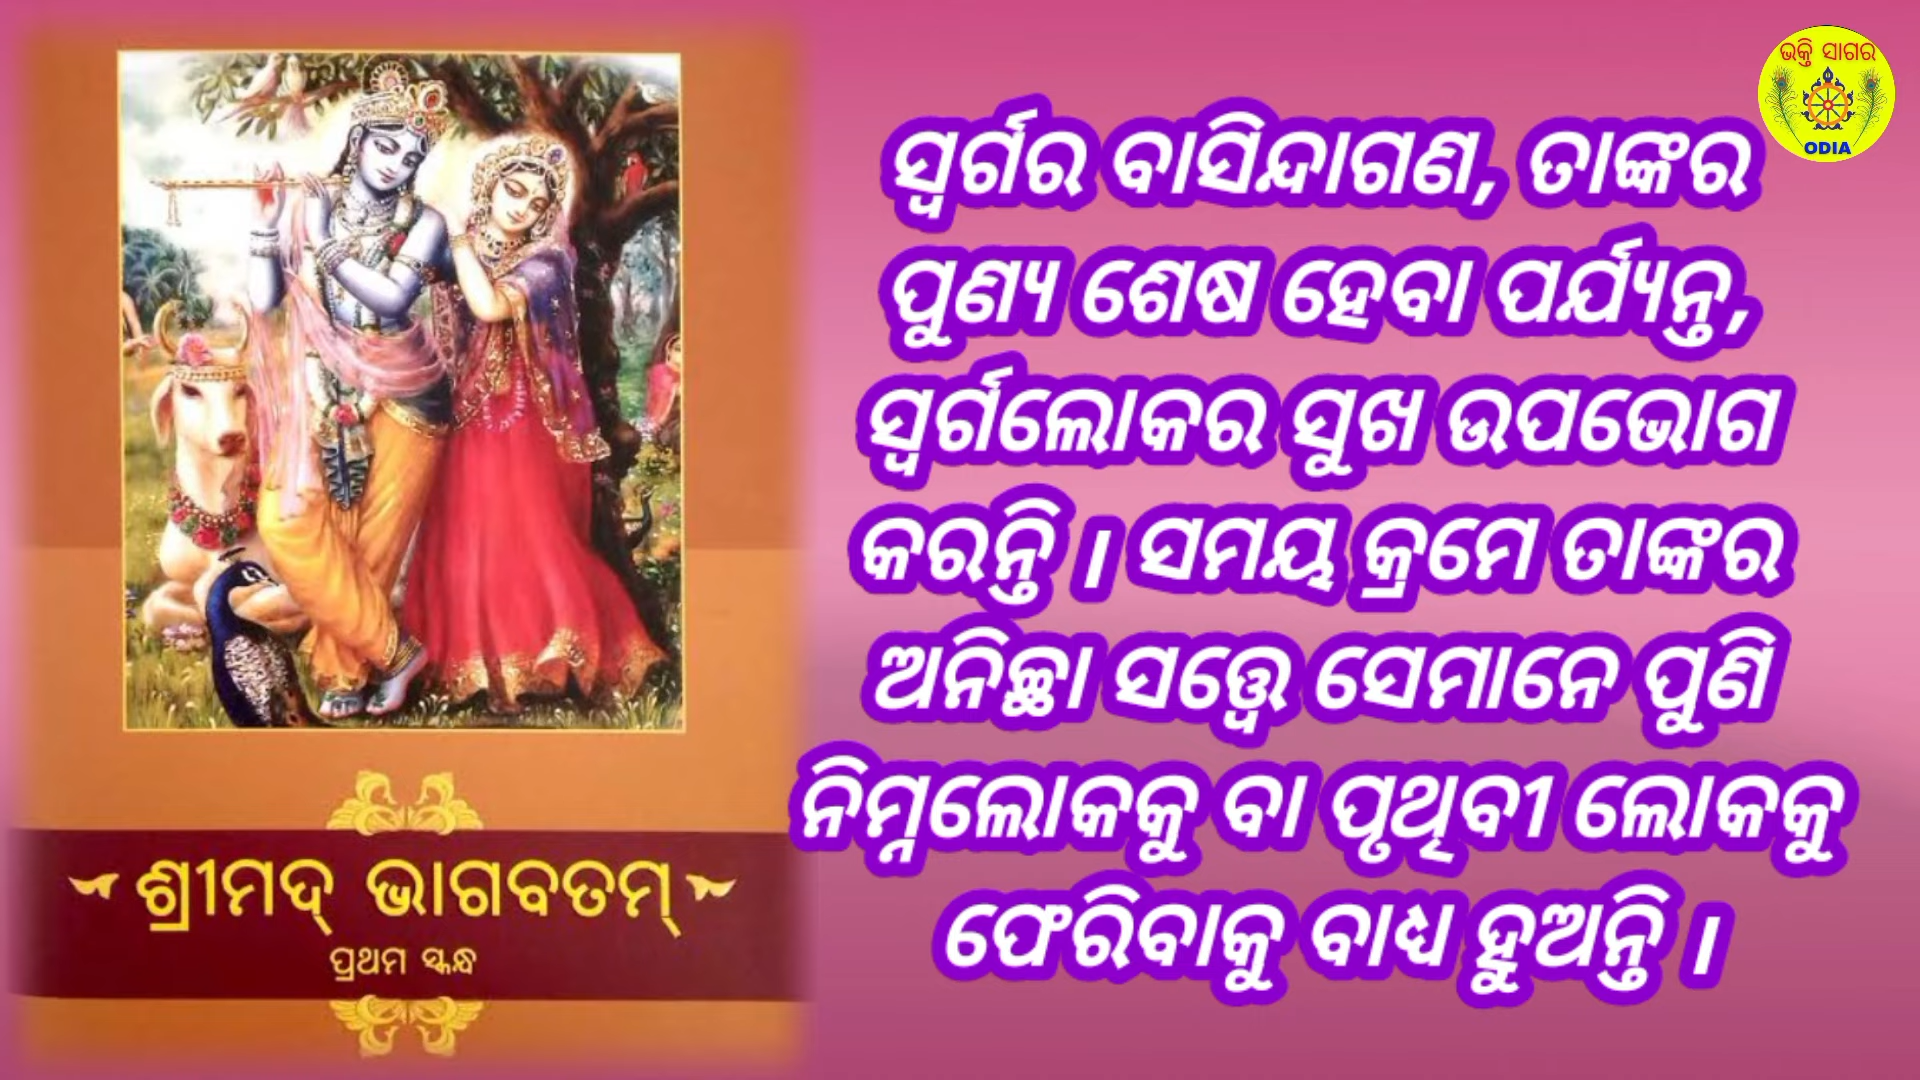 ଶ୍ରୀମଦ୍ ଭାଗବତମ୍
ପ୍ରଥମ ସ୍କନ୍ଧ
ସ୍ୱର୍ଗର ବାସିନ୍ଦାଗଣ, ତାଙ୍କର
ପୁଣ୍ୟ ଶେଷ ହେବା ପର୍ଯ୍ୟନ୍ତ,
ସ୍ୱର୍ଗଲୋକର ସୁଖ ଉପଭୋଗ
କରନ୍ତି । ସମୟ କ୍ରମେ ତାଙ୍କର
ଅନିଚ୍ଛା ସତ୍ତ୍ୱେ ସେମାନେ ପୁଣି
ନିମ୍ନଲୋକକୁ ବା ପୃଥିବୀ ଲୋକକୁ
ଫେରିବାକୁ ବାଧ୍ୟ ହୁଅନ୍ତି ।
ଭକ୍ତି ସାଗର
ODIA